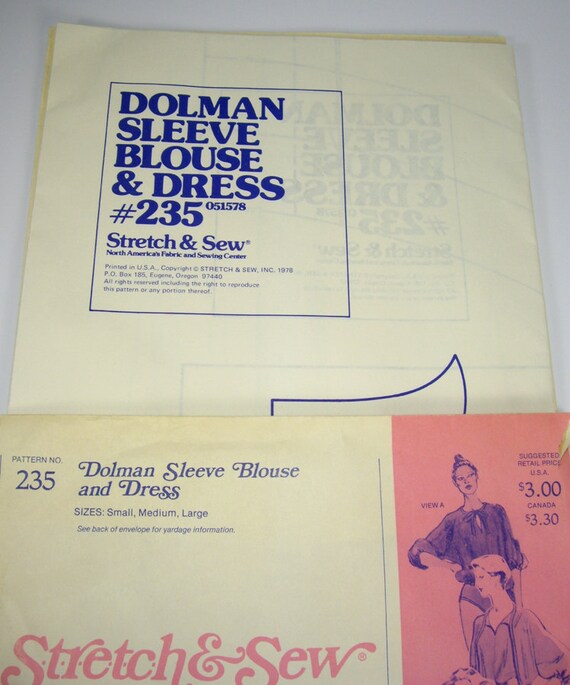 DOLMAN
SLEEVE
BLOUSE
& DRESS
#235 051578
Stretch & Sew®
North America's Fabric and Sewing Center
Printed in U.S.A., Copyright © STRETCH & SEW, INC. 1978
P.O. Box 185, Eugene, Oregon 97440
All rights reserved including the right to reproduce
this pattern or any portion thereof.
PATTERN NO.
235
Dolman Sleeve Blouse
and Dress
SIZES: Small, Medium, Large
See back of envelope for yardage information.
VIEW A
SUGGESTED
RETAIL PRICE
U.S.A.
$3.00
CANADA
$3.30
Stretch & Sew®